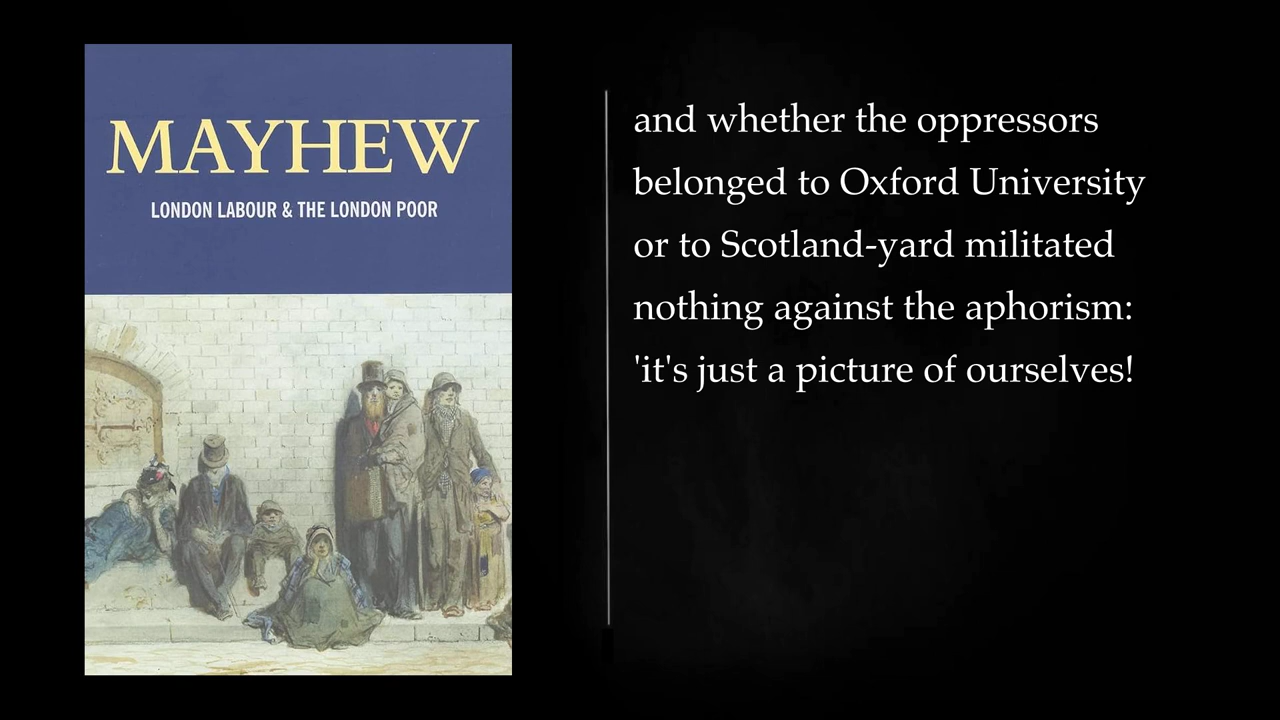 MAYHEW
LONDON LABOUR & THE LONDON POOR
and whether the oppressors
belonged to Oxford University
or to Scotland-yard militated
nothing against the aphorism:
'it's just a picture of ourselves!